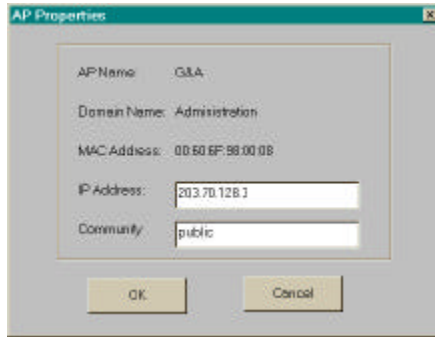 AP Properties
AP Name: G&A
Domain Name: Administration
MAC Address: 00:60:6F:98:00:08
IP Address: 203.70.128.3
Community public
OK Cancel